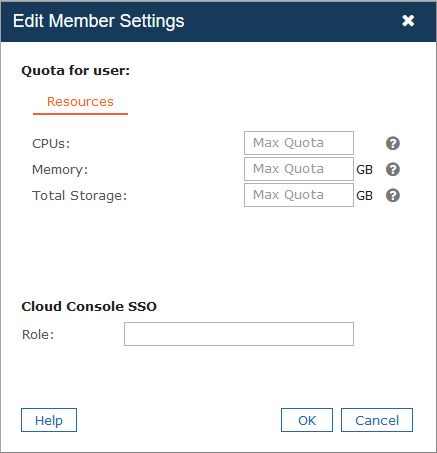 Edit Member Settings
Quota for user:
Resources
CPUs: Max Quota
Memory: Max Quota GB
Total Storage: Max Quota GB
Cloud Console SSO
Role:
Help OK Cancel